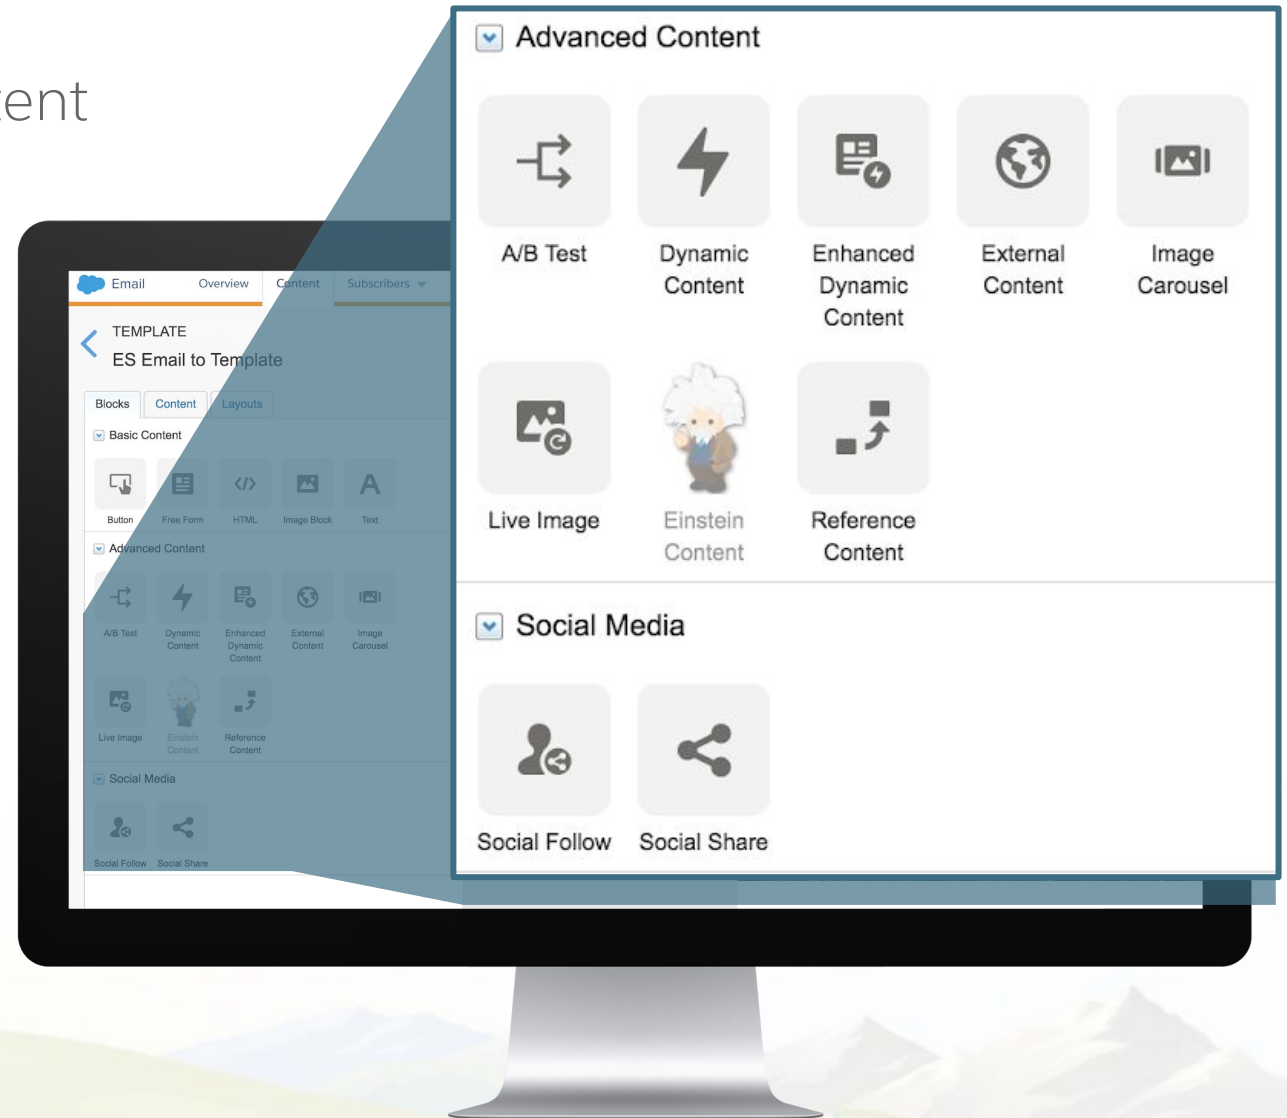 tent
Advanced Content
A/B Test
Dynamic
Content
Enhanced
Dynamic
Content
External
Content
Image
Carousel
Live Image
Einstein
Content
Reference
Content
Social Media
Social Follow
Social Share
Email
Overview
Content
Subscribers
TEMPLATE
ES Email to Template
Blocks
Content
Layouts
Basic Content
Button
Free Form
HTML
Image Block
Text
Advanced Content
A/B Test
Dynamic
Content
Enhanced
Dynamic
Content
External
Content
Image
Carousel
Live Image
Einstein
Content
Reference
Content
Social Media
Social Follow
Social Share